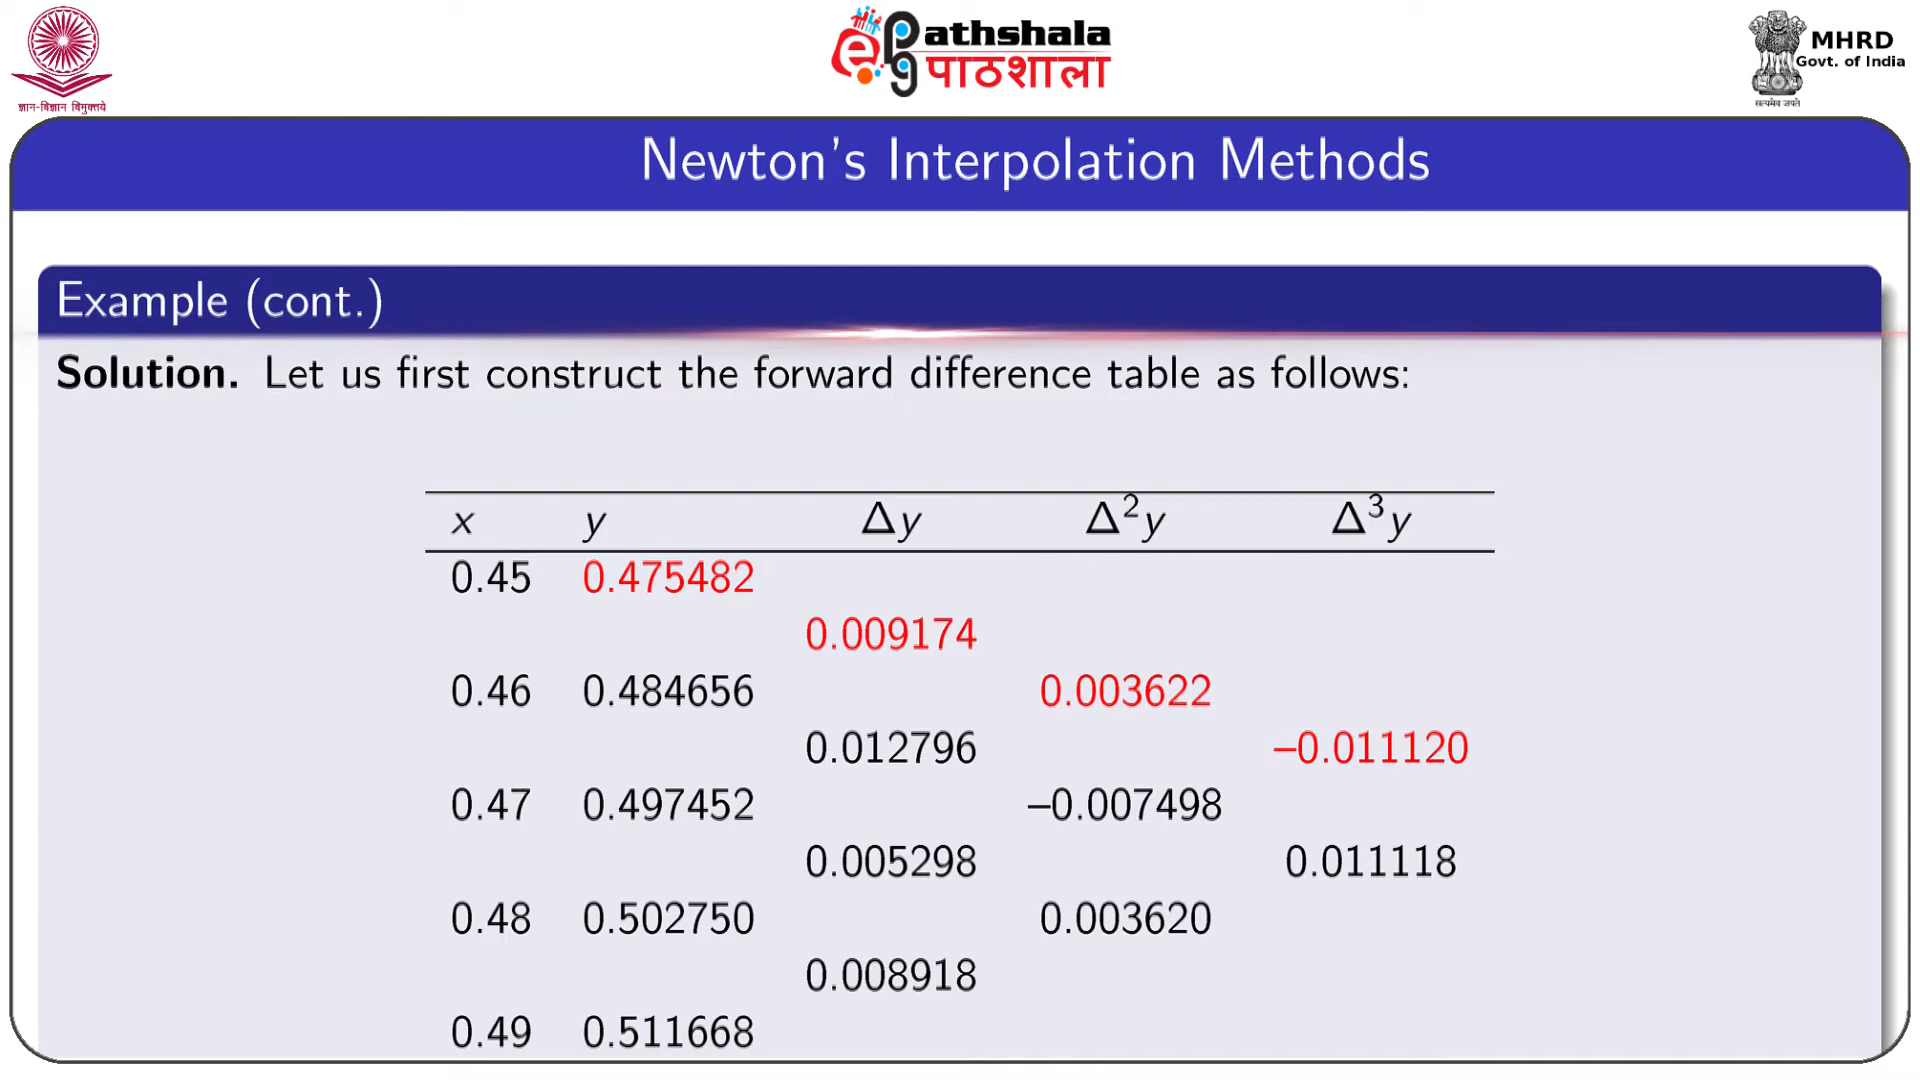 ज्ञान-विज्ञान विमुक्तये
ePG athshala
पाठशाला
MHRD
Govt. of India
सत्यमेव जयते
Newton's Interpolation Methods
Example (cont.)
Solution. Let us first construct the forward difference table as follows:
x y Δy Δ²y Δ³y
0.45 0.475482
0.009174
0.46 0.484656 0.003622
0.012796 –0.011120
0.47 0.497452 –0.007498
0.005298 0.011118
0.48 0.502750 0.003620
0.008918
0.49 0.511668